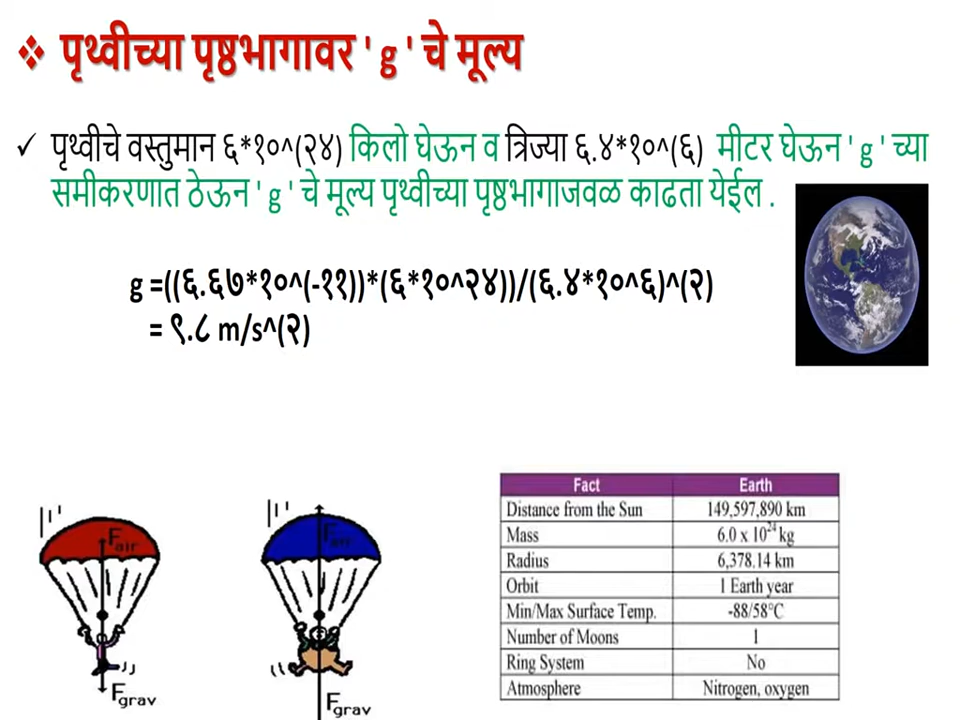 ❖ पृथ्वीच्या पृष्ठभागावर ' g ' चे मूल्य
✓ पृथ्वीचे वस्तुमान ६*१०^(२४) किलो घेऊन व त्रिज्या ६.४*१०^(६) मीटर घेऊन ' g ' च्या
समीकरणात ठेऊन ' g ' चे मूल्य पृथ्वीच्या पृष्ठभागाजवळ काढता येईल .
g =((६.६७*१०^(-११))*(६*१०^२४))/(६.४*१०^६)^(२)
= ९.८ m/s^(२)
Fair
Fgrav
Fair
Fgrav
Fact Earth
Distance from the Sun 149,597,890 km
Mass 6.0 x 10^24 kg
Radius 6,378.14 km
Orbit 1 Earth year
Min/Max Surface Temp. -88/58°C
Number of Moons 1
Ring System No
Atmosphere Nitrogen, oxygen